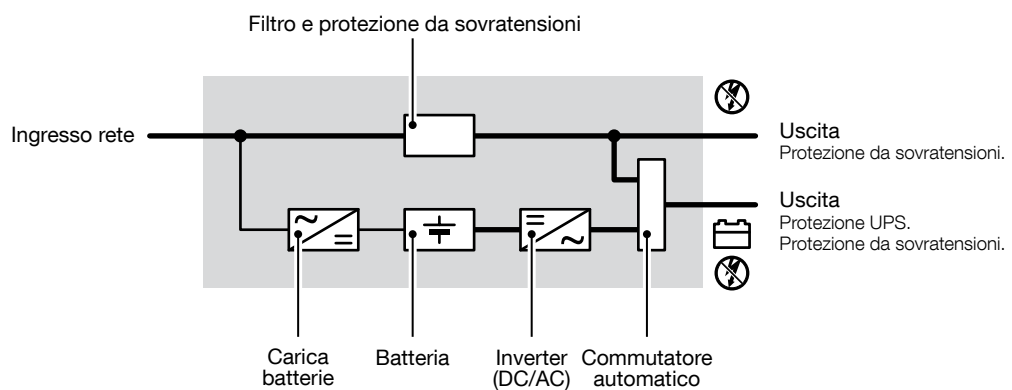 Filtro e protezione da sovratensioni
Ingresso rete
Uscita
Protezione da sovratensioni.
Uscita
Protezione UPS.
Protezione da sovratensioni.
Carica
batterie
Batteria
Inverter
(DC/AC)
Commutatore
automatico